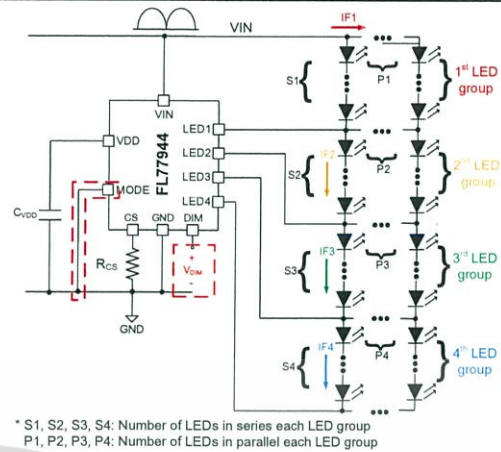 VIN
IF1
S1
P1
1st LED
group
VIN
FL77944
VDD
LED1
LED2
LED3
LED4
MODE
CVDD
CS
GND
DIM
RCS
+
VDIM
-
GND
S2
IF2
P2
2nd LED
group
S3
IF3
P3
3rd LED
group
S4
IF4
P4
4th LED
group
* S1, S2, S3, S4: Number of LEDs in series each LED group
P1, P2, P3, P4: Number of LEDs in parallel each LED group